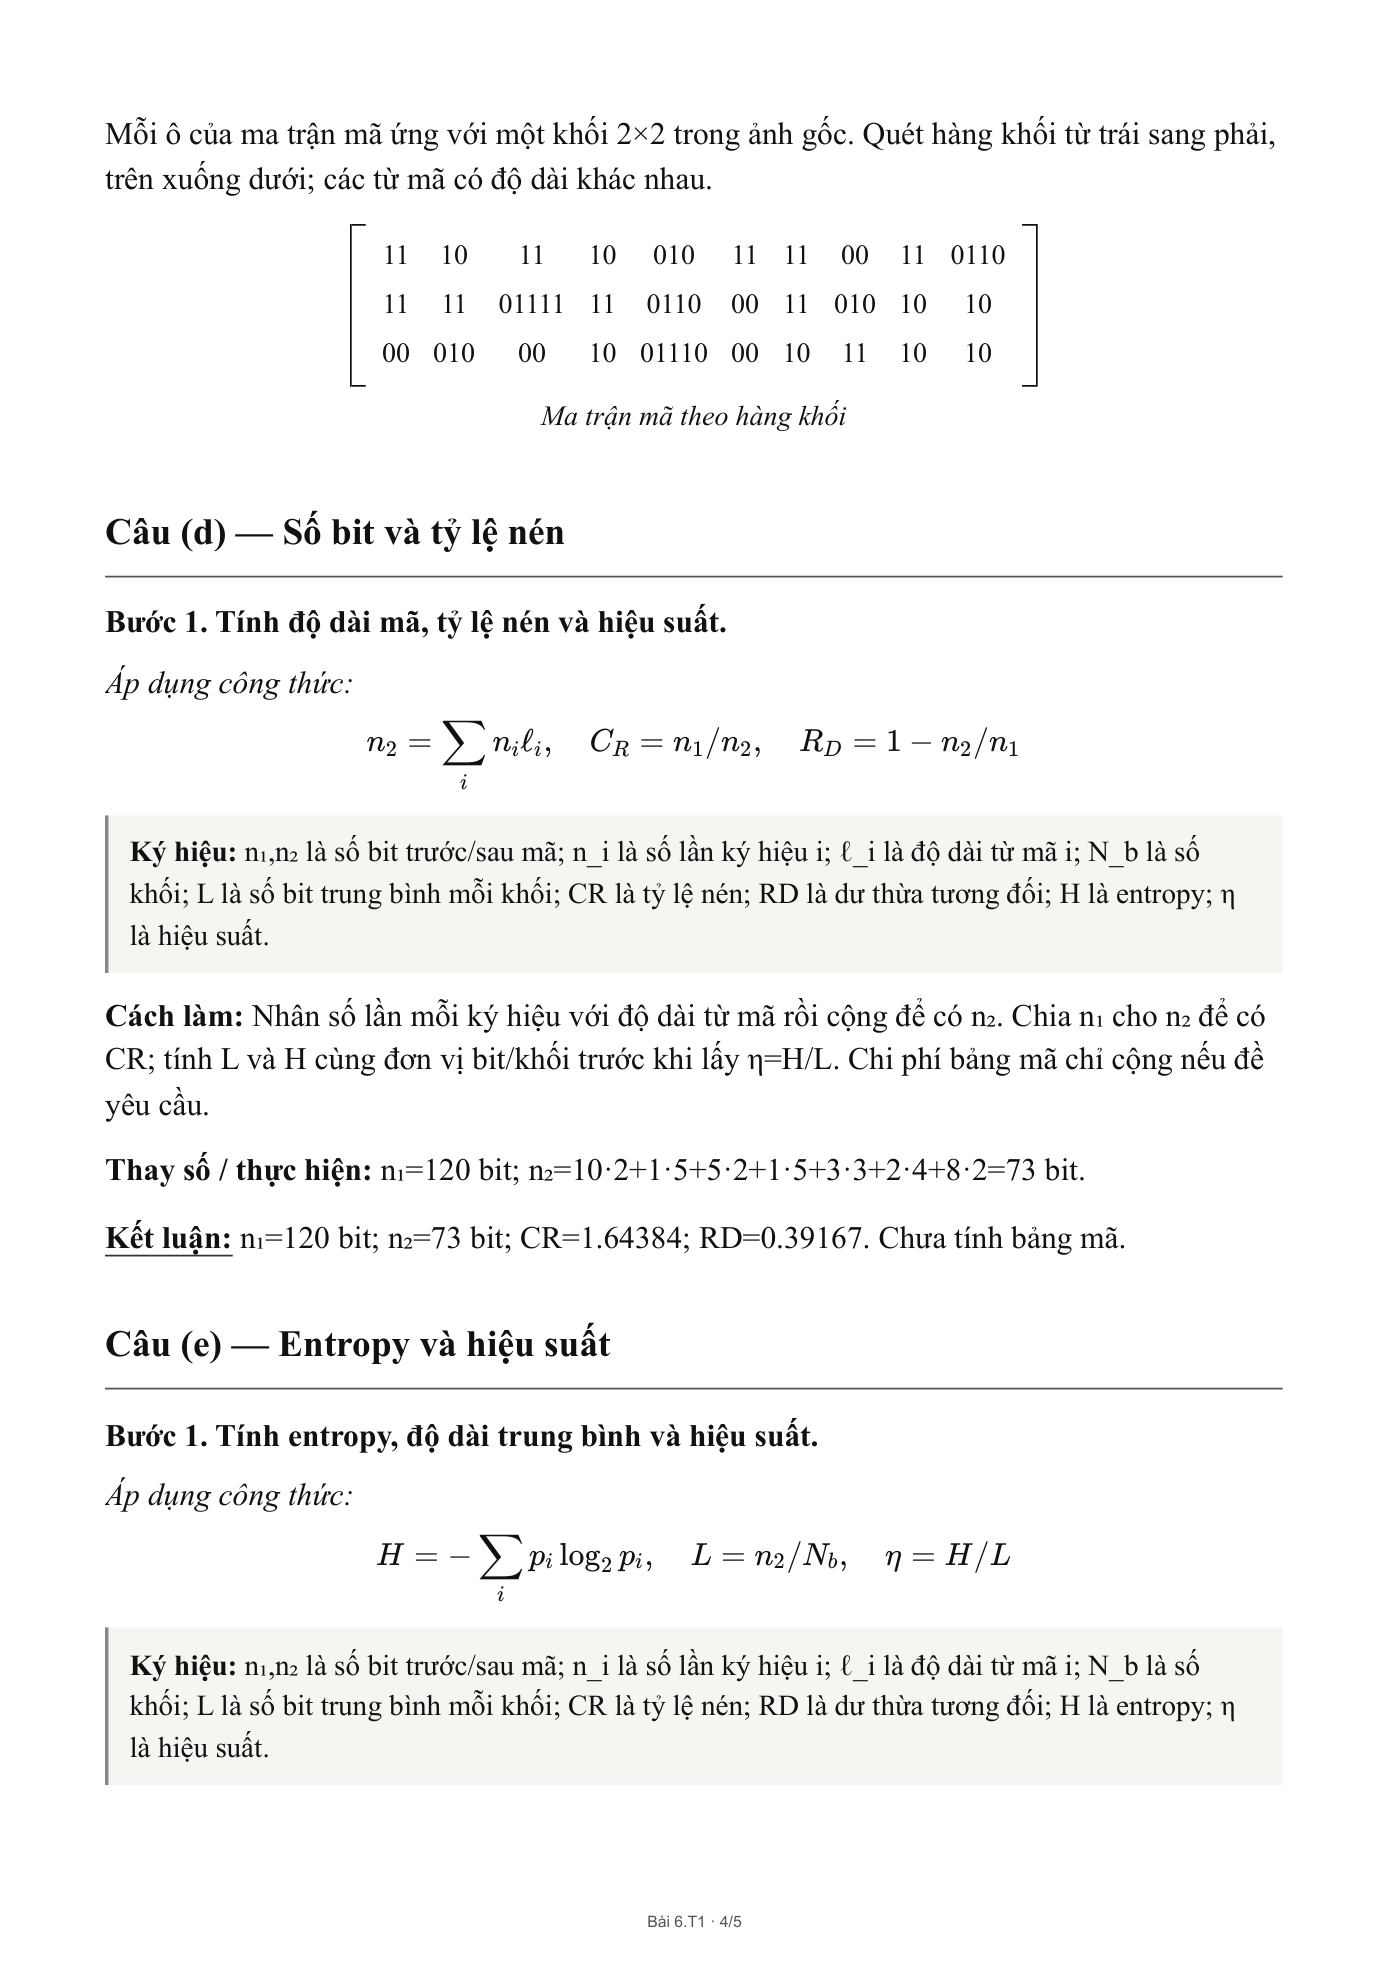 Mỗi ô của ma trận mã ứng với một khối 2×2 trong ảnh gốc. Quét hàng khối từ trái sang phải,
trên xuống dưới; các từ mã có độ dài khác nhau.
11 10 11 10 010 11 11 00 11 0110
11 11 01111 11 0110 00 11 010 10 10
00 010 00 10 01110 00 10 11 10 10
Ma trận mã theo hàng khối
Câu (d) — Số bit và tỷ lệ nén
Bước 1. Tính độ dài mã, tỷ lệ nén và hiệu suất.
Áp dụng công thức:
n₂ = ∑ᵢ nᵢℓᵢ, C_R = n₁/n₂, R_D = 1 − n₂/n₁
Ký hiệu: n₁,n₂ là số bit trước/sau mã; n_i là số lần ký hiệu i; ℓ_i là độ dài từ mã i; N_b là số
khối; L là số bit trung bình mỗi khối; CR là tỷ lệ nén; RD là dư thừa tương đối; H là entropy; η
là hiệu suất.
Cách làm: Nhân số lần mỗi ký hiệu với độ dài từ mã rồi cộng để có n₂. Chia n₁ cho n₂ để có
CR; tính L và H cùng đơn vị bit/khối trước khi lấy η=H/L. Chi phí bảng mã chỉ cộng nếu đề
yêu cầu.
Thay số / thực hiện: n₁=120 bit; n₂=10·2+1·5+5·2+1·5+3·3+2·4+8·2=73 bit.
Kết luận: n₁=120 bit; n₂=73 bit; CR=1.64384; RD=0.39167. Chưa tính bảng mã.
Câu (e) — Entropy và hiệu suất
Bước 1. Tính entropy, độ dài trung bình và hiệu suất.
Áp dụng công thức:
H = − ∑ᵢ pᵢ log₂ pᵢ, L = n₂/N_b, η = H/L
Ký hiệu: n₁,n₂ là số bit trước/sau mã; n_i là số lần ký hiệu i; ℓ_i là độ dài từ mã i; N_b là số
khối; L là số bit trung bình mỗi khối; CR là tỷ lệ nén; RD là dư thừa tương đối; H là entropy; η
là hiệu suất.
Bài 6.T1 · 4/5